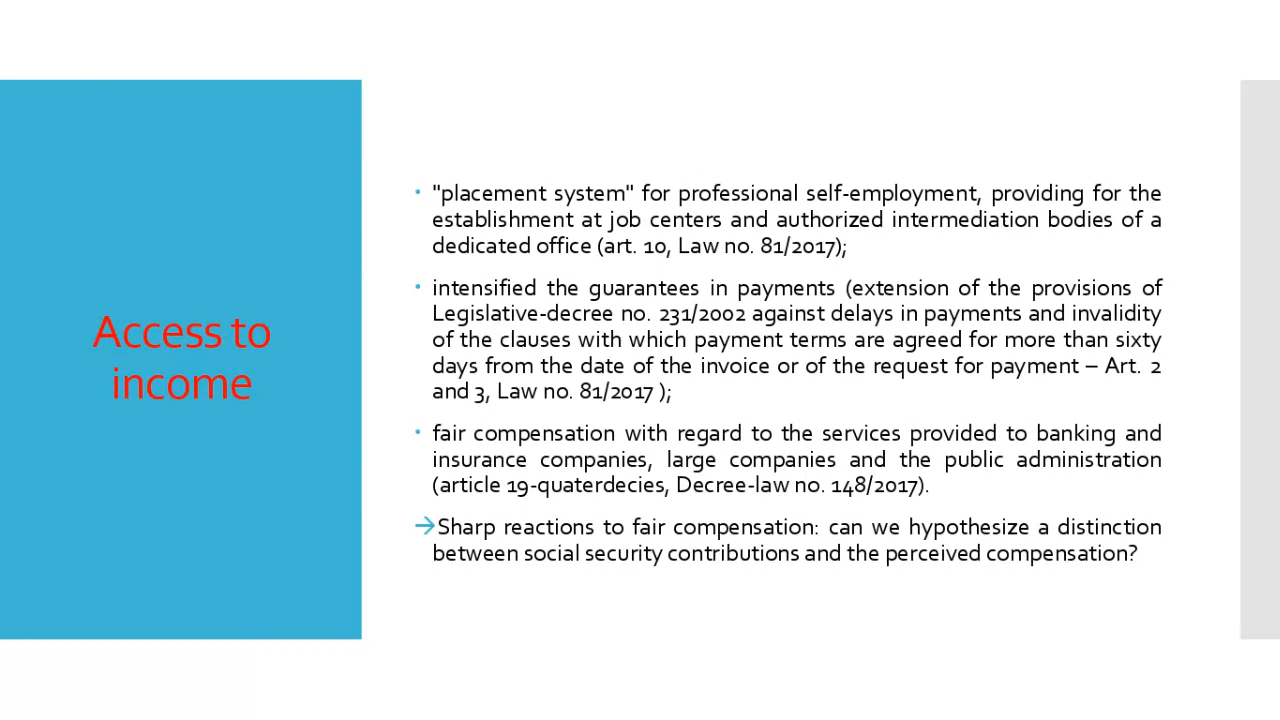 Access to
income
• "placement system" for professional self-employment, providing for the
establishment at job centers and authorized intermediation bodies of a
dedicated office (art. 10, Law no. 81/2017);
• intensified the guarantees in payments (extension of the provisions of
Legislative-decree no. 231/2002 against delays in payments and invalidity
of the clauses with which payment terms are agreed for more than sixty
days from the date of the invoice or of the request for payment – Art. 2
and 3, Law no. 81/2017 );
• fair compensation with regard to the services provided to banking and
insurance companies, large companies and the public administration
(article 19-quaterdecies, Decree-law no. 148/2017).
→Sharp reactions to fair compensation: can we hypothesize a distinction
between social security contributions and the perceived compensation?